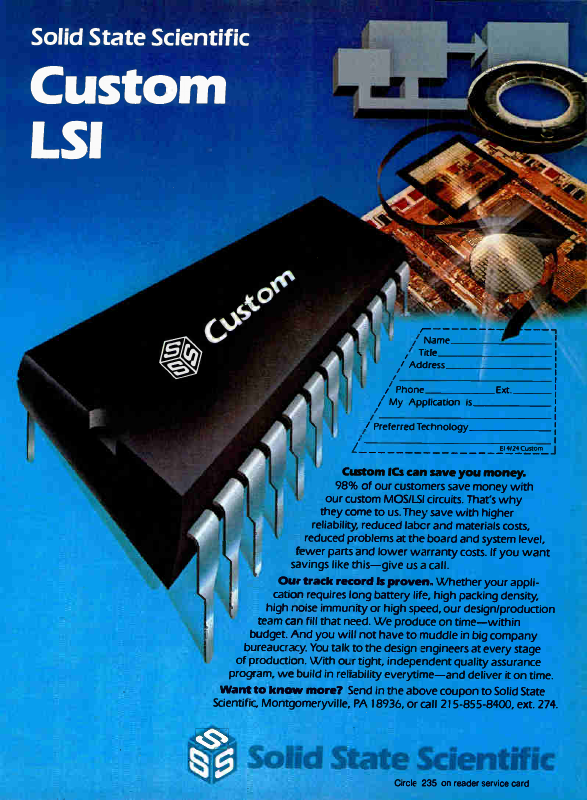 Solid State Scientific
Custom
LSI
SSS Custom
Name
Title
Address
Phone Ext.
My Application is
Preferred Technology
El 4/24 Custom
Custom ICs can save you money.
98% of our customers save money with
our custom MOS/LSI circuits. That's why
they come to us. They save with higher
reliability, reduced labor and materials costs,
reduced problems at the board and system level,
fewer parts and lower warranty costs. If you want
savings like this—give us a call.
Our track record is proven. Whether your appli-
cation requires long battery life, high packing density,
high noise immunity or high speed, our design/production
team can fill that need. We produce on time—within
budget. And you will not have to muddle in big company
bureaucracy. You talk to the design engineers at every stage
of production. With our tight, independent quality assurance
program, we build in reliability everytime—and deliver it on time.
Want to know more? Send in the above coupon to Solid State
Scientific, Montgomeryville, PA 18936, or call 215-855-8400, ext. 274.
SSS Solid State Scientific
Circle 235 on reader service card